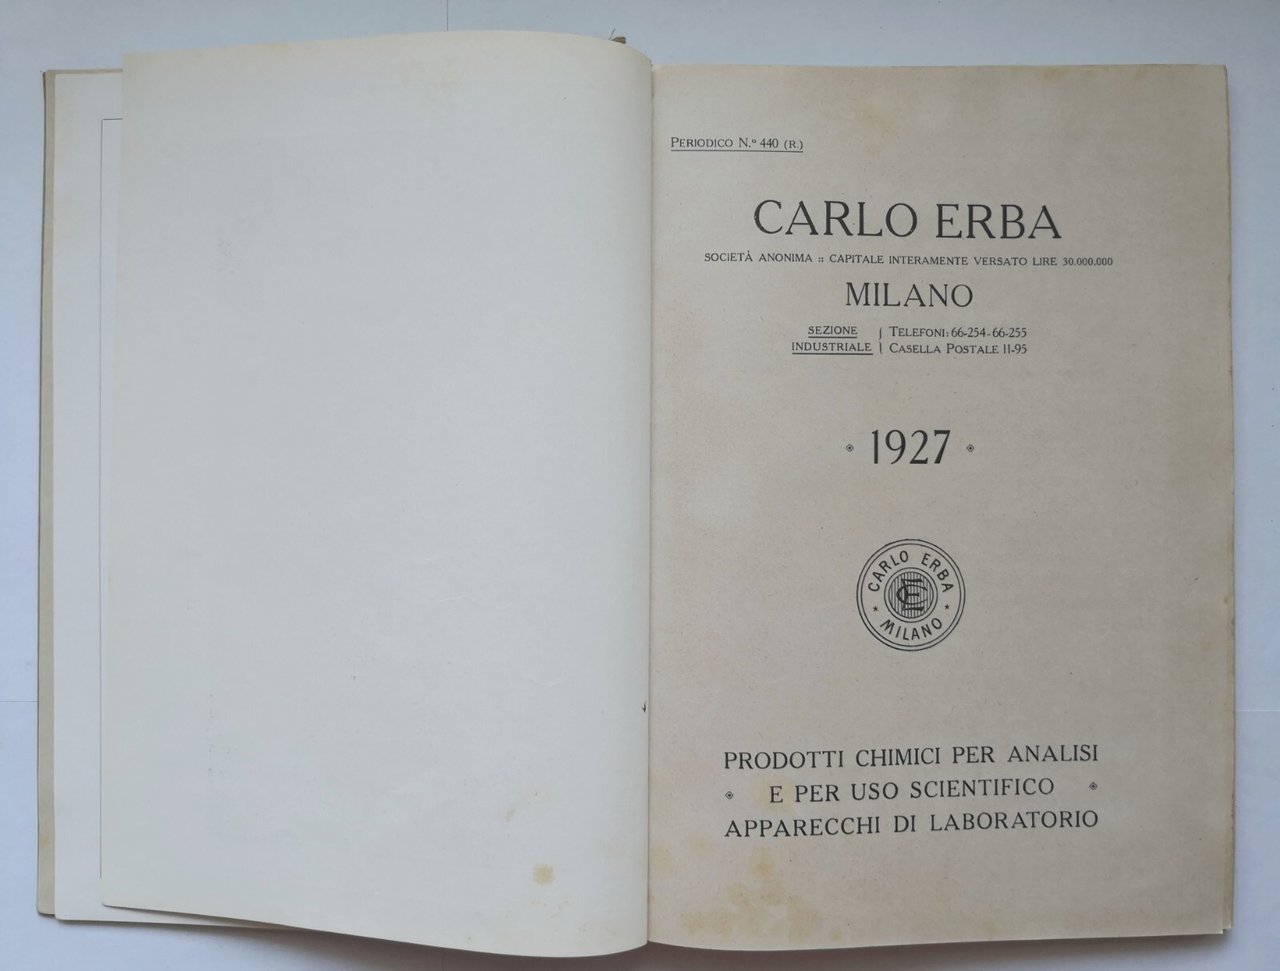 PERIODICO N.º 440 (R.)
CARLO ERBA
SOCIETÀ ANONIMA :: CAPITALE INTERAMENTE VERSATO LIRE 30.000.000
MILANO
SEZIONE INDUSTRIALE { TELEFONI: 66-254-66-255
CASELLA POSTALE 11-95
1927
CARLO ERBA
CE
MILANO
PRODOTTI CHIMICI PER ANALISI
E PER USO SCIENTIFICO
APPARECCHI DI LABORATORIO